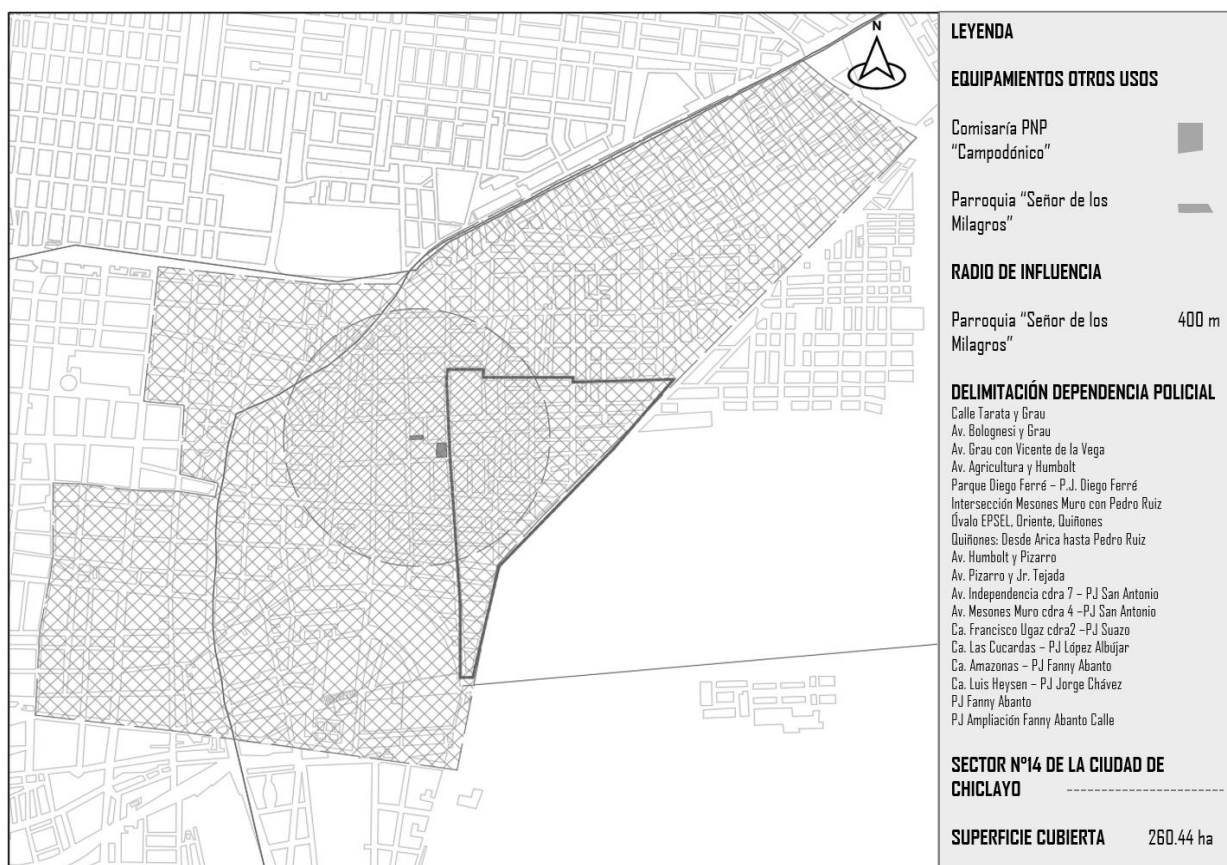 N
LEYENDA
EQUIPAMIENTOS OTROS USOS
Comisaría PNP
"Campodónico"
Parroquia "Señor de los
Milagros"
RADIO DE INFLUENCIA
Parroquia "Señor de los 400 m
Milagros"
DELIMITACIÓN DEPENDENCIA POLICIAL
Calle Tarata y Grau
Av. Bolognesi y Grau
Av. Grau con Vicente de la Vega
Av. Agricultura y Humbolt
Parque Diego Ferré – P.J. Diego Ferré
Intersección Mesones Muro con Pedro Ruiz
Óvalo EPSEL, Oriente, Quiñones
Quiñones: Desde Arica hasta Pedro Ruiz
Av. Humbolt y Pizarro
Av. Pizarro y Jr. Tejada
Av. Independencia cdra 7 – PJ San Antonio
Av. Mesones Muro cdra 4 –PJ San Antonio
Ca. Francisco Ugaz cdra2 –PJ Suazo
Ca. Las Cucardas – PJ López Albújar
Ca. Amazonas – PJ Fanny Abanto
Ca. Luis Heysen – PJ Jorge Chávez
PJ Fanny Abanto
PJ Ampliación Fanny Abanto Calle
SECTOR N°14 DE LA CIUDAD DE
CHICLAYO
SUPERFICIE CUBIERTA 260.44 ha